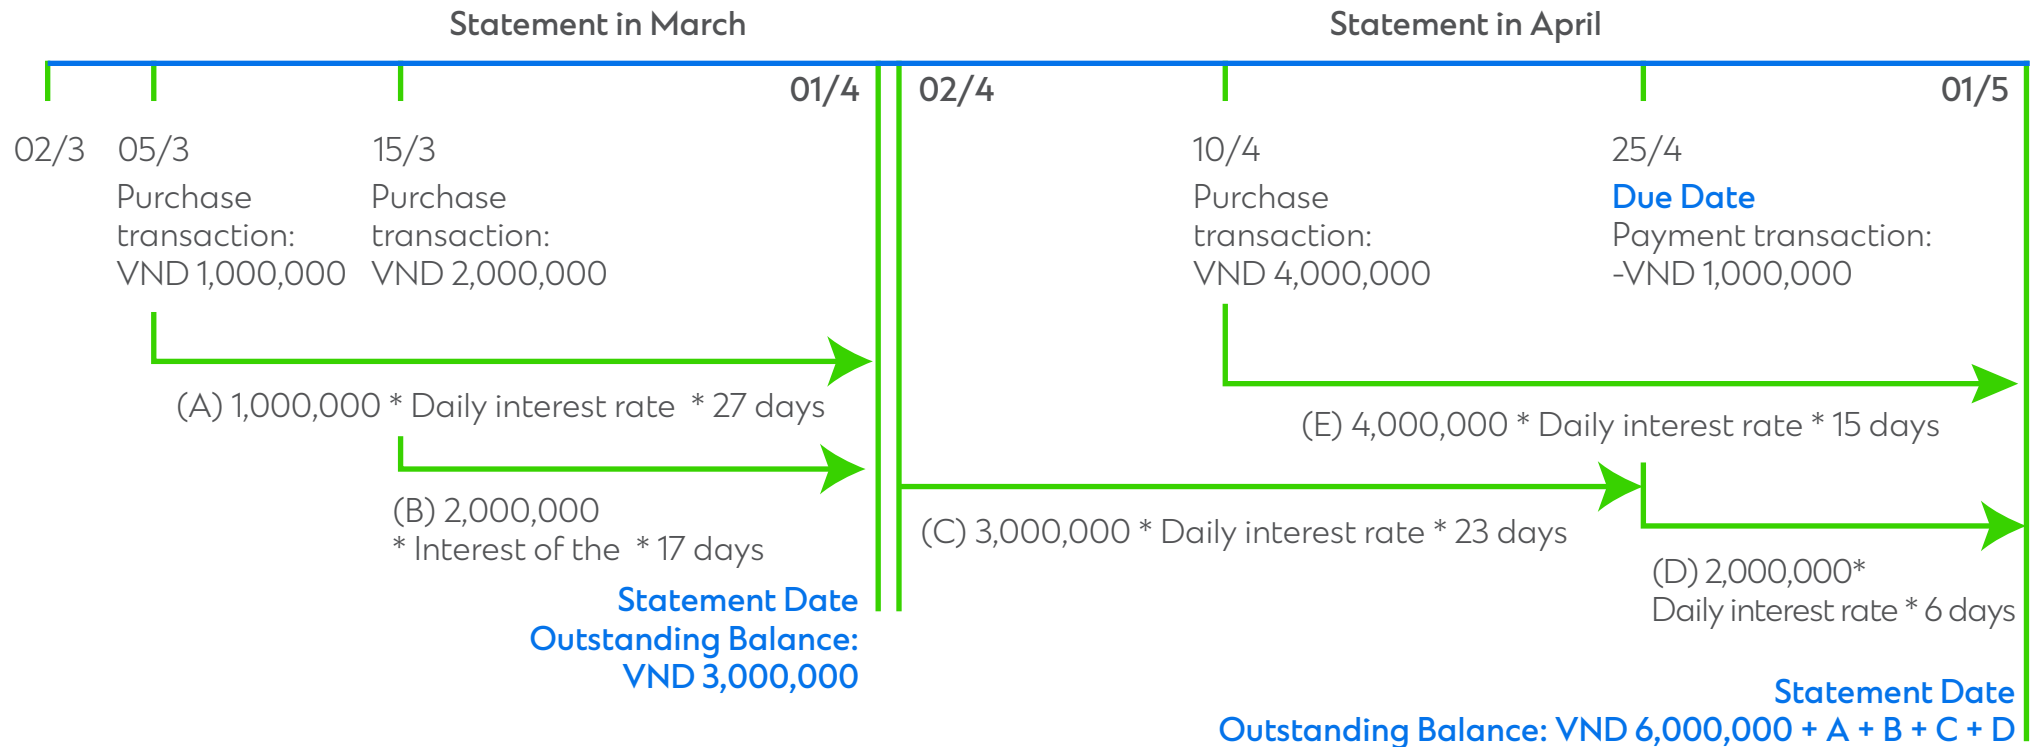 Statement in March
Statement in April
01/4
02/4
01/5
02/3
05/3
15/3
10/4
25/4
Purchase
transaction:
VND 1,000,000
Purchase
transaction:
VND 2,000,000
Purchase
transaction:
VND 4,000,000
Due Date
Payment transaction:
-VND 1,000,000
(A) 1,000,000 * Daily interest rate * 27 days
(E) 4,000,000 * Daily interest rate * 15 days
(B) 2,000,000
* Interest of the * 17 days
(C) 3,000,000 * Daily interest rate * 23 days
(D) 2,000,000*
Daily interest rate * 6 days
Statement Date
Outstanding Balance:
VND 3,000,000
Statement Date
Outstanding Balance: VND 6,000,000 + A + B + C + D